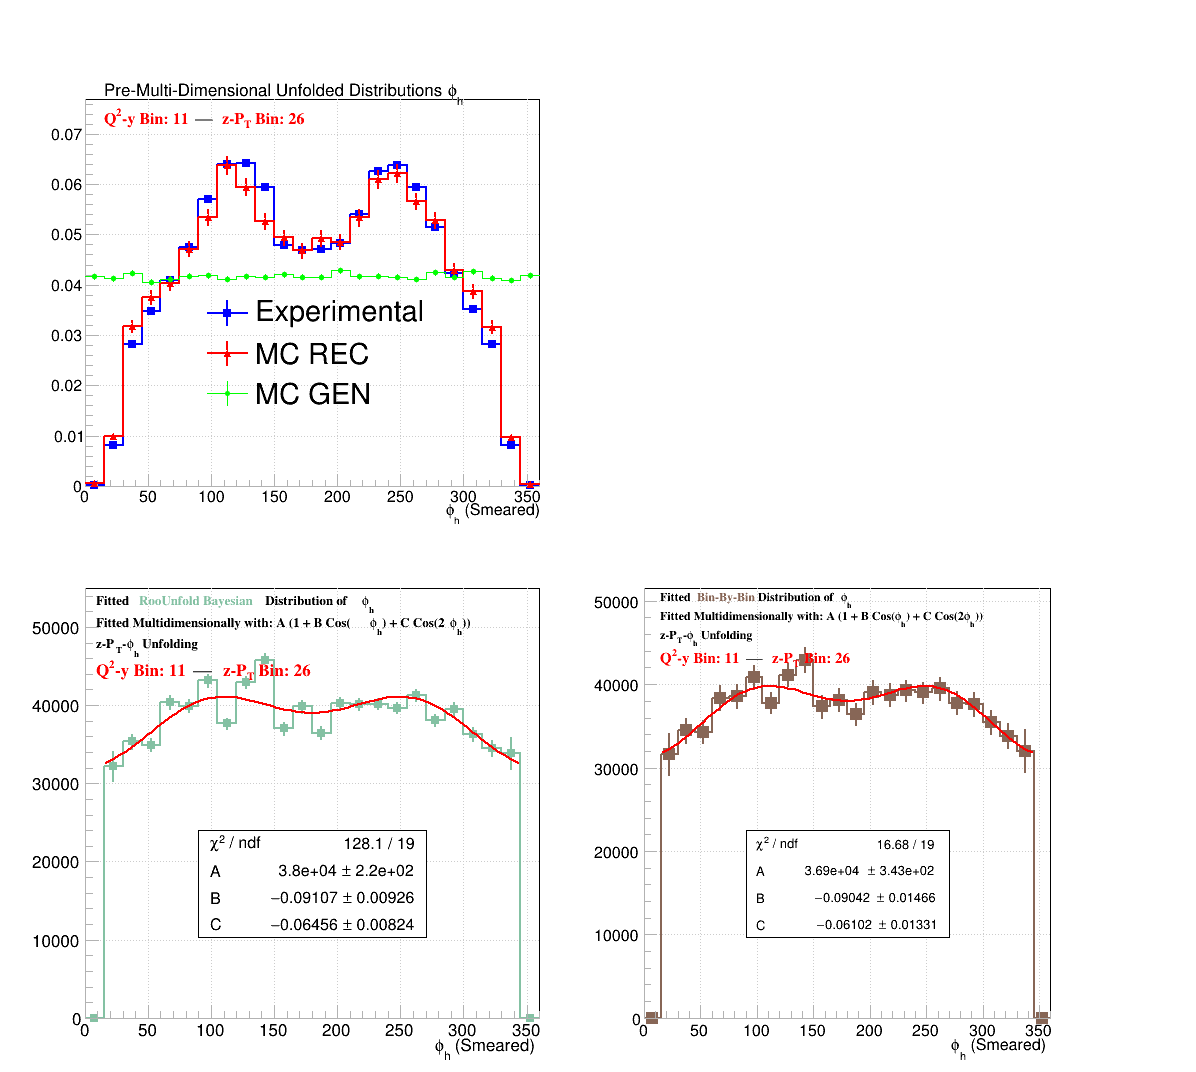 Pre-Multi-Dimensional Unfolded Distributions ϕh
Q²-y Bin: 11 — z-PT Bin: 26
0.07
0.06
0.05
0.04
0.03
0.02
0.01
0
Experimental
MC REC
MC GEN
0 50 100 150 200 250 300 350
ϕh (Smeared)
Fitted RooUnfold Bayesian Distribution of ϕh
Fitted Multidimensionally with: A (1 + B Cos( ϕh) + C Cos(2 ϕh))
z-PT-ϕh Unfolding
Q²-y Bin: 11 — z-PT Bin: 26
50000
40000
30000
20000
10000
0
χ² / ndf 128.1 / 19
A 3.8e+04 ± 2.2e+02
B −0.09107 ± 0.00926
C −0.06456 ± 0.00824
0 50 100 150 200 250 300 350
ϕh (Smeared)
Fitted Bin-By-Bin Distribution of ϕh
Fitted Multidimensionally with: A (1 + B Cos(ϕh) + C Cos(2ϕh))
z-PT-ϕh Unfolding
Q²-y Bin: 11 — z-PT Bin: 26
50000
40000
30000
20000
10000
0
χ² / ndf 16.68 / 19
A 3.69e+04 ± 3.43e+02
B −0.09042 ± 0.01466
C −0.06102 ± 0.01331
0 50 100 150 200 250 300 350
ϕh (Smeared)